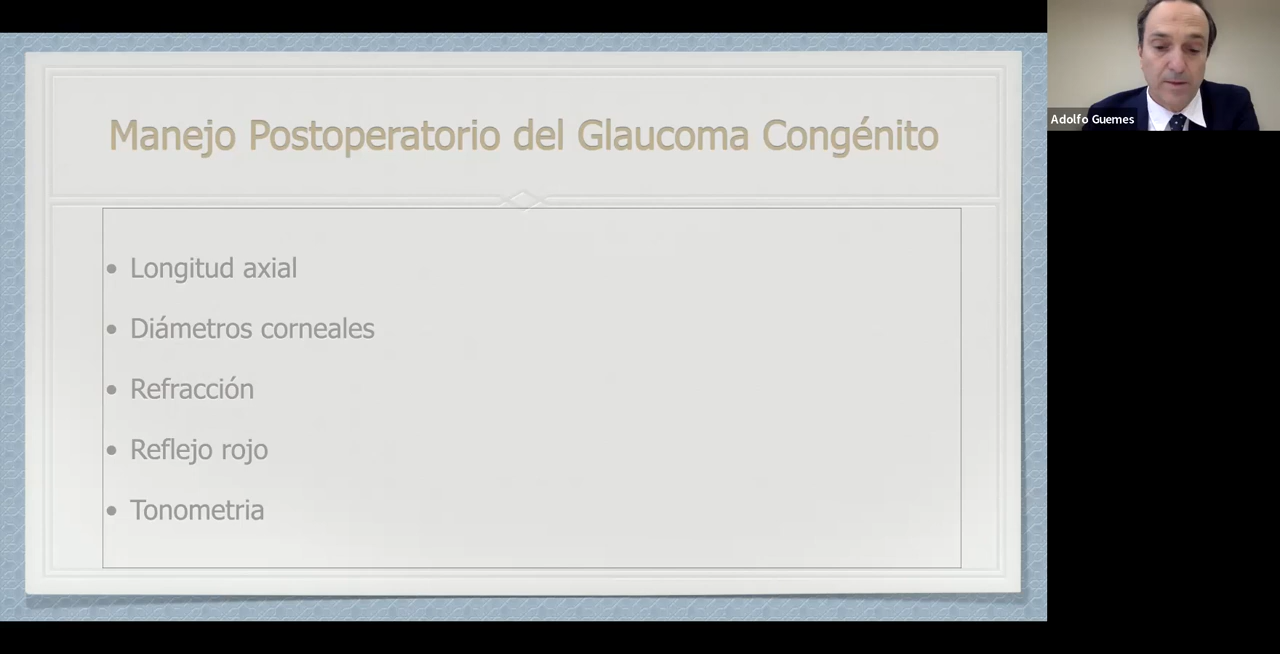 Manejo Postoperatorio del Glaucoma Congénito
• Longitud axial
• Diámetros corneales
• Refracción
• Reflejo rojo
• Tonometria
Adolfo Guemes